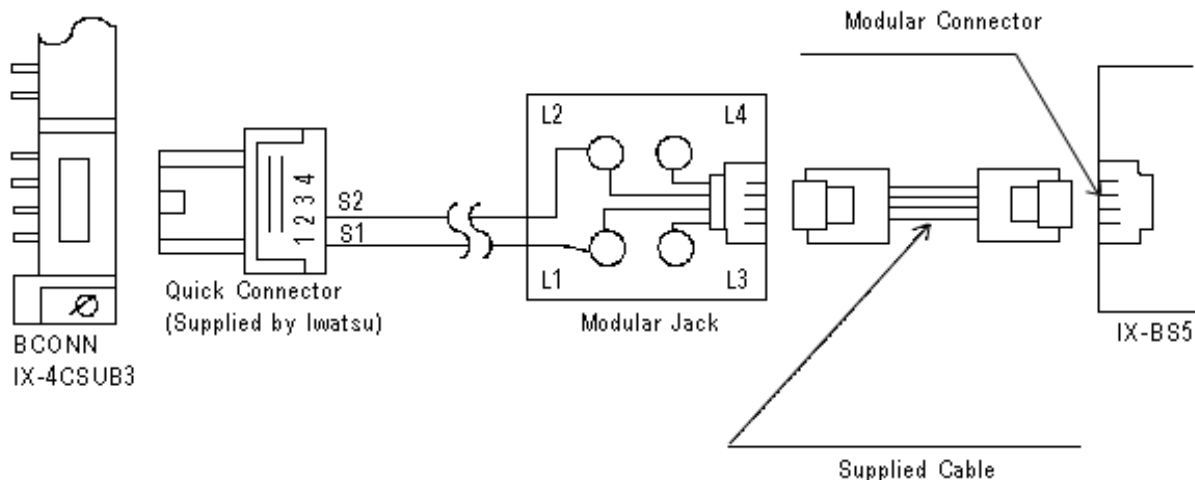 Modular Connector
L2
L4
1 2 3 4
S2
S1
L1
L3
Quick Connector
(Supplied by Iwatsu)
Modular Jack
BCONN
IX-4CSUB3
IX-BS5
Supplied Cable